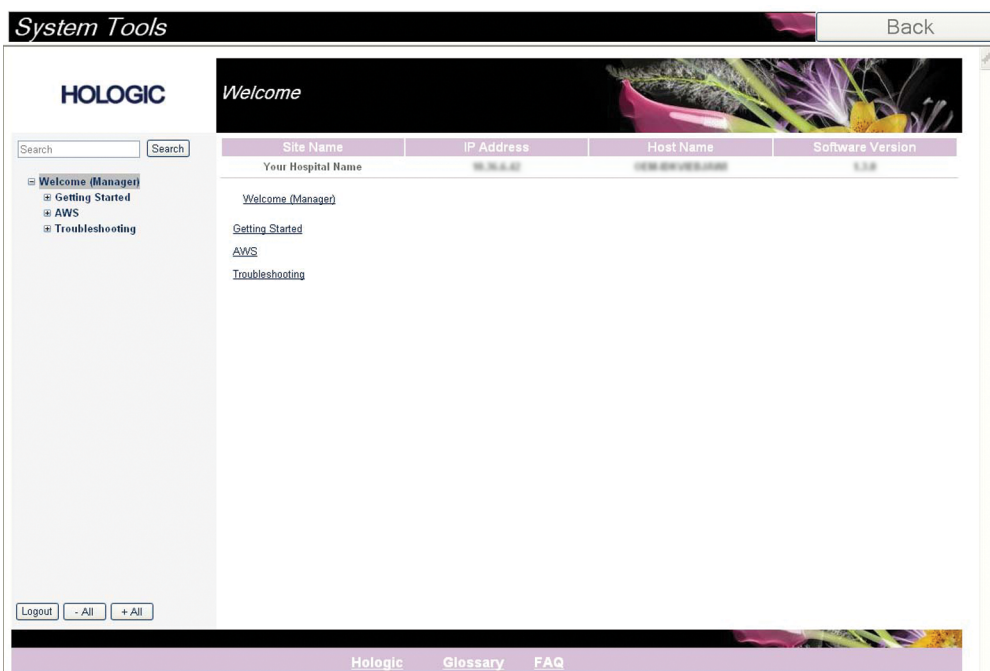 System Tools
Back
HOLOGIC
Welcome
Search
Search
Site Name IP Address Host Name Software Version
Your Hospital Name
Welcome (Manager)
Getting Started
AWS
Troubleshooting
Welcome (Manager)
Getting Started
AWS
Troubleshooting
Logout - All + All
Hologic Glossary FAQ